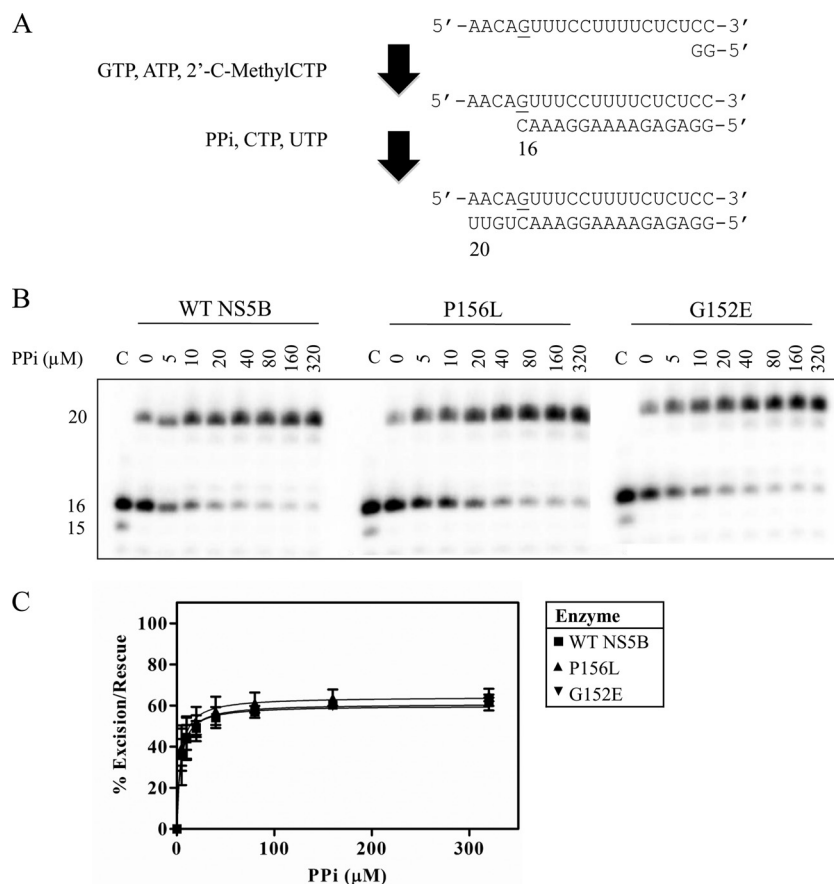 A
5′-AACAGUUUCCUUUUCUCUCC-3′
GG-5′
GTP, ATP, 2'-C-MethylCTP
5′-AACAGUUUCCUUUUCUCUCC-3′
CAAAGGAAAAGAGAGG-5′
16
PPi, CTP, UTP
5′-AACAGUUUCCUUUUCUCUCC-3′
UUGUCAAAGGAAAAGAGAGG-5′
20
B
WT NS5B P156L G152E
PPi (µM) C 0 5 10 20 40 80 160 320 C 0 5 10 20 40 80 160 320 C 0 5 10 20 40 80 160 320
20
16
15
C
% Excision/Rescue
100
80
60
40
20
0
0 100 200 300
PPi (µM)
Enzyme
WT NS5B
P156L
G152E